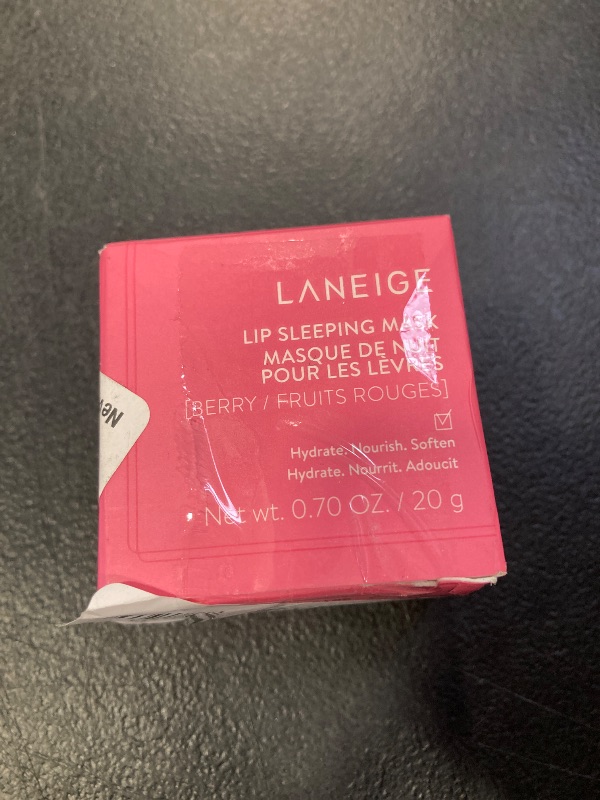 LANEIGE
LIP SLEEPING MASK
MASQUE DE NUIT
POUR LES LÈVRES
[BERRY / FRUITS ROUGES]
Hydrate. Nourish. Soften
Hydrate. Nourrit. Adoucit
Net wt. 0.70 OZ. / 20 g